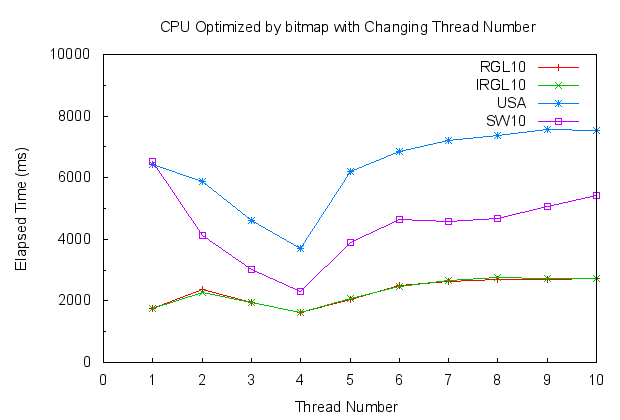 CPU Optimized by bitmap with Changing Thread Number
10000
8000
6000
4000
2000
0
Elapsed Time (ms)
RGL10
IRGL10
USA
SW10
0 1 2 3 4 5 6 7 8 9 10
Thread Number